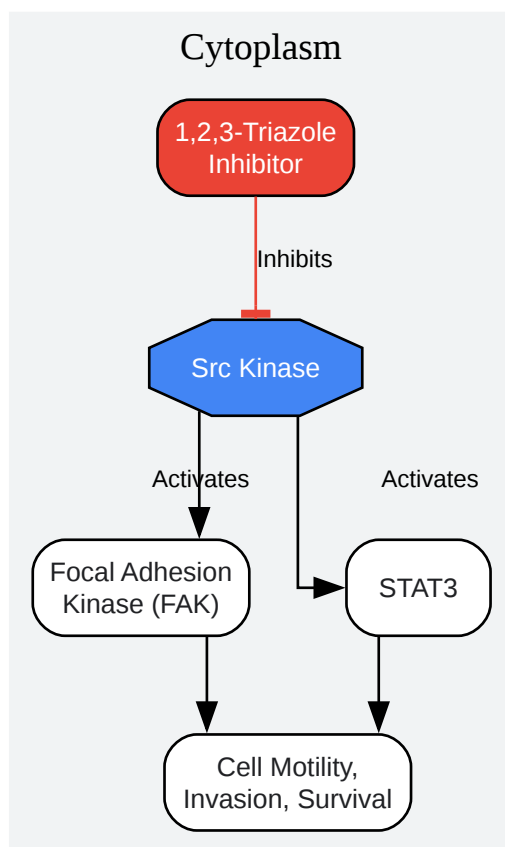 Cytoplasm
1,2,3-Triazole
Inhibitor
Inhibits
Src Kinase
Activates
Activates
Focal Adhesion
Kinase (FAK)
STAT3
Cell Motility,
Invasion, Survival